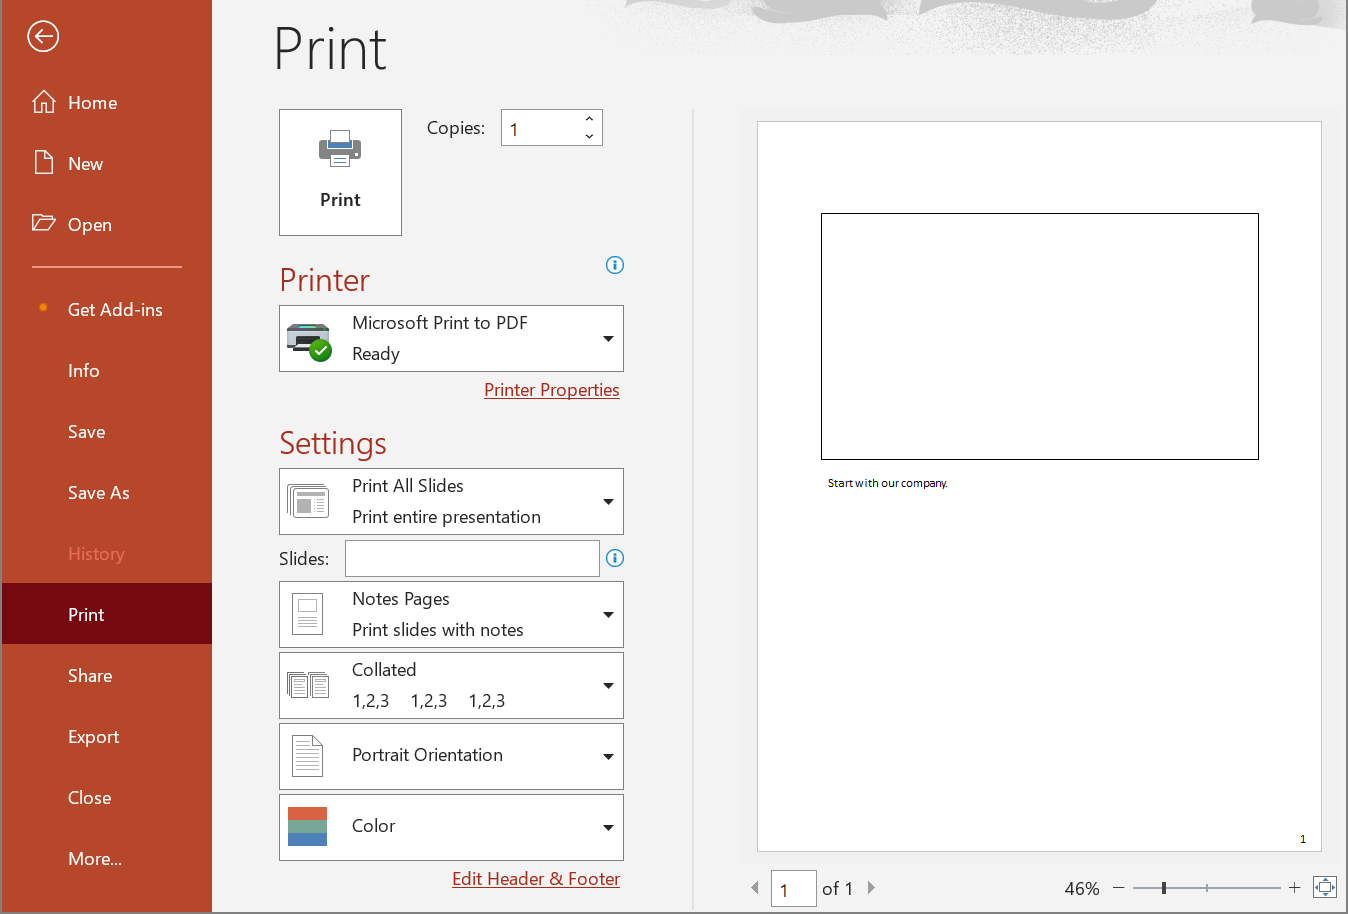 Print
Home
New
Open
Get Add-ins
Info
Save
Save As
History
Print
Share
Export
Close
More...
Print
Copies: 1
Printer
Microsoft Print to PDF
Ready
Printer Properties
Settings
Print All Slides
Print entire presentation
Slides:
Notes Pages
Print slides with notes
Collated
1,2,3 1,2,3 1,2,3
Portrait Orientation
Color
Edit Header & Footer
Start with our company.
1
1 of 1
46%